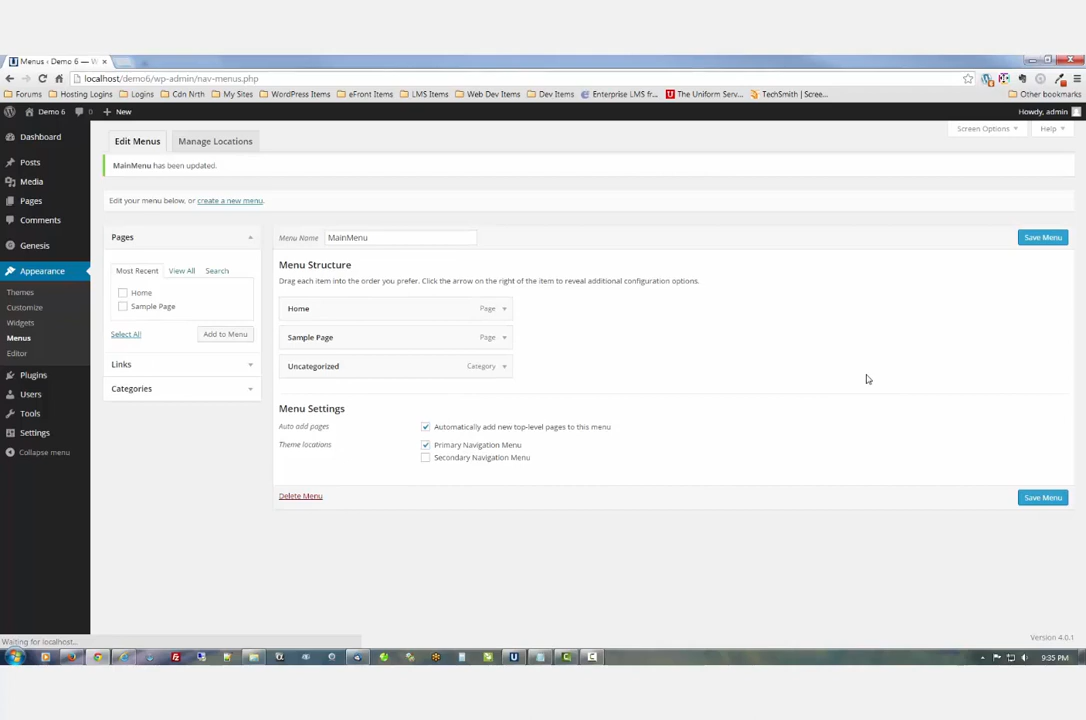 Menus ‹ Demo 6 — W
localhost/demo6/wp-admin/nav-menus.php
Forums Hosting Logins Logins Cdn Nrth My Sites WordPress Items eFront Items LMS Items Web Dev Items Dev Items Enterprise LMS fr... The Uniform Serv... TechSmith | Scree... Other bookmarks
Demo 6 0 New Howdy, admin
Dashboard
Posts
Media
Pages
Comments
Genesis
Appearance
Themes
Customize
Widgets
Menus
Editor
Plugins
Users
Tools
Settings
Collapse menu
Edit Menus Manage Locations Screen Options Help
MainMenu has been updated.
Edit your menu below, or create a new menu.
Pages
Most Recent View All Search
Home
Sample Page
Select All Add to Menu
Links
Categories
Menu Name MainMenu Save Menu
Menu Structure
Drag each item into the order you prefer. Click the arrow on the right of the item to reveal additional configuration options.
Home Page
Sample Page Page
Uncategorized Category
Menu Settings
Auto add pages Automatically add new top-level pages to this menu
Theme locations Primary Navigation Menu
Secondary Navigation Menu
Delete Menu Save Menu
Version 4.0.1
Waiting for localhost...
9:35 PM